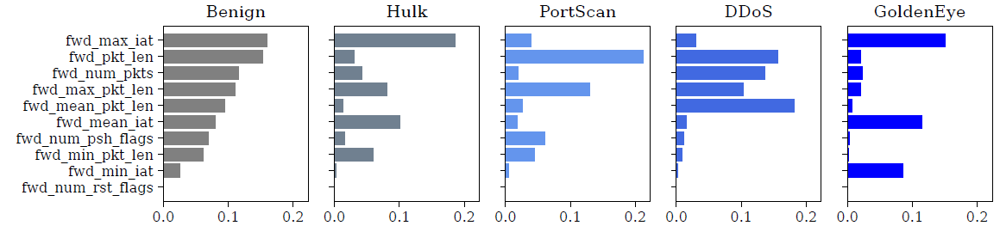 Benign Hulk PortScan DDoS GoldenEye
fwd_max_iat
fwd_pkt_len
fwd_num_pkts
fwd_max_pkt_len
fwd_mean_pkt_len
fwd_mean_iat
fwd_num_psh_flags
fwd_min_pkt_len
fwd_min_iat
fwd_num_rst_flags
0.0 0.1 0.2 0.0 0.1 0.2 0.0 0.1 0.2 0.0 0.1 0.2 0.0 0.1 0.2